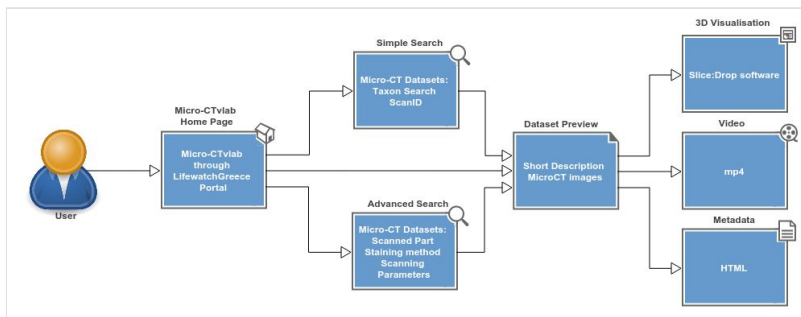 User
Micro-CTvlab
Home Page
Micro-CTvlab
through
LifewatchGreece
Portal
Simple Search
Micro-CT Datasets:
Taxon Search
ScanID
Advanced Search
Micro-CT Datasets:
Scanned Part
Staining method
Scanning
Parameters
Dataset Preview
Short Description
MicroCT images
3D Visualisation
Slice:Drop software
Video
mp4
Metadata
HTML